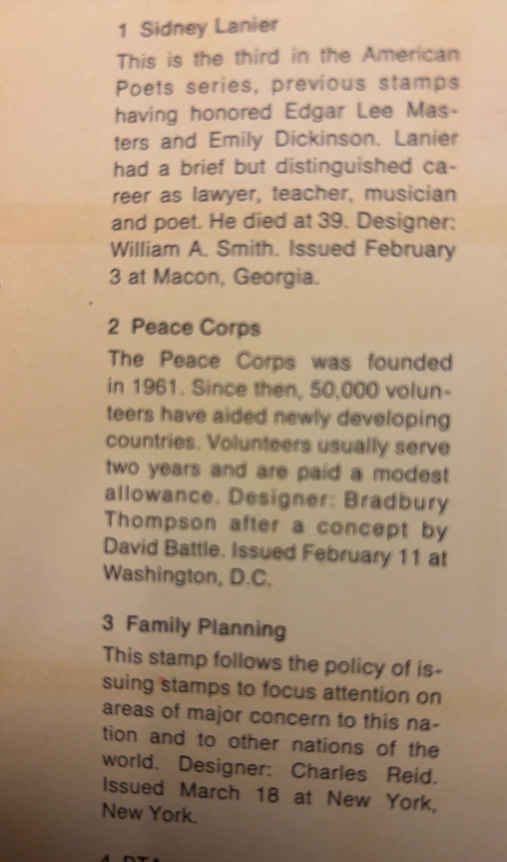 1 Sidney Lanier
This is the third in the American
Poets series, previous stamps
having honored Edgar Lee Mas-
ters and Emily Dickinson. Lanier
had a brief but distinguished ca-
reer as lawyer, teacher, musician
and poet. He died at 39. Designer:
William A. Smith. Issued February
3 at Macon, Georgia.
2 Peace Corps
The Peace Corps was founded
in 1961. Since then, 50,000 volun-
teers have aided newly developing
countries. Volunteers usually serve
two years and are paid a modest
allowance. Designer: Bradbury
Thompson after a concept by
David Battle. Issued February 11 at
Washington, D.C.
3 Family Planning
This stamp follows the policy of is-
suing stamps to focus attention on
areas of major concern to this na-
tion and to other nations of the
world. Designer: Charles Reid.
Issued March 18 at New York,
New York.